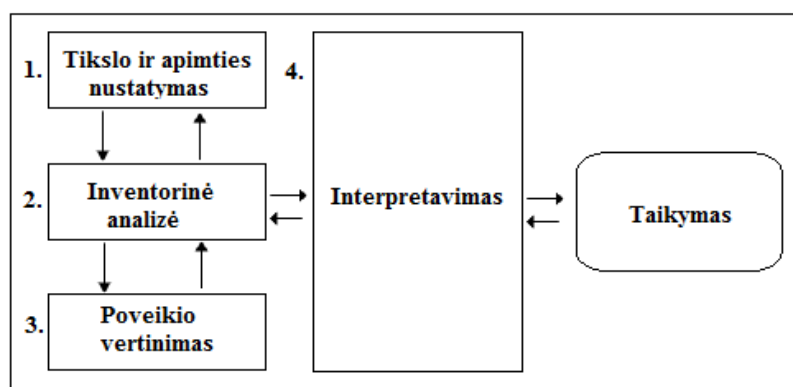 1. Tikslo ir apimties
nustatymas
2. Inventorinė
analizė
3. Poveikio
vertinimas
4. Interpretavimas
Taikymas